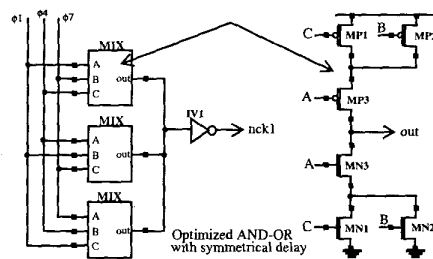 ϕ1 ϕ4 ϕ7
MIX
A
B
C
out
MIX
A
B
C
out
MIX
A
B
C
out
IV1
nck1
Optimized AND-OR
with symmetrical delay
C
MP1
B
MP2
A
MP3
out
A
MN3
C
MN1
B
MN2